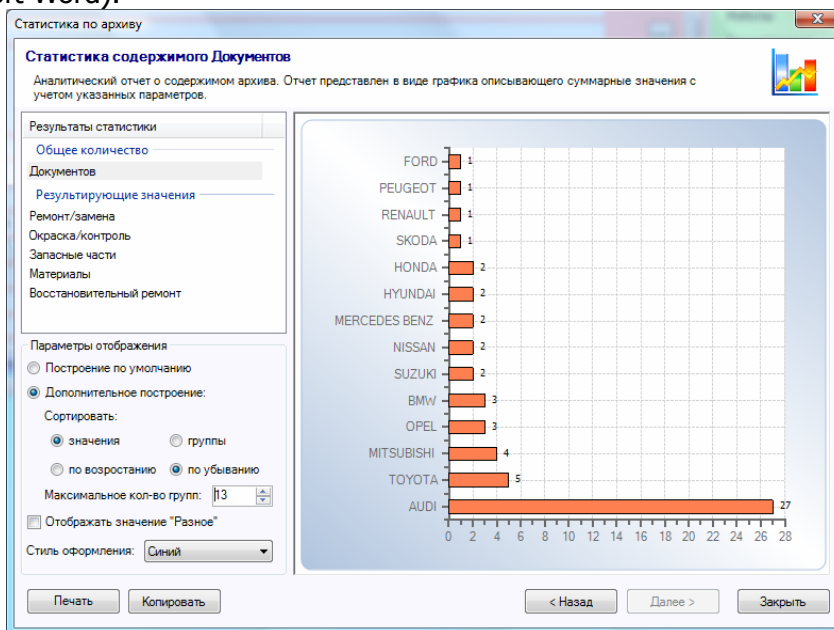 rt Word).
Статистика по архиву
Статистика содержимого Документов
Аналитический отчет о содержимом архива. Отчет представлен в виде графика описывающего суммарные значения с
учетом указанных параметров.
Результаты статистики
Общее количество
Документов
Результирующие значения
Ремонт/замена
Окраска/контроль
Запасные части
Материалы
Восстановительный ремонт
Параметры отображения
Построение по умолчанию
Дополнительное построение:
Сортировать:
значения группы
по возростанию по убыванию
Максимальное кол-во групп: 13
Отображать значение "Разное"
Стиль оформления: Синий
FORD 1
PEUGEOT 1
RENAULT 1
SKODA 1
HONDA 2
HYUNDAI 2
MERCEDES BENZ 2
NISSAN 2
SUZUKI 2
BMW 3
OPEL 3
MITSUBISHI 4
TOYOTA 5
AUDI 27
0 2 4 6 8 10 12 14 16 18 20 22 24 26 28
Печать Копировать < Назад Далее > Закрыть